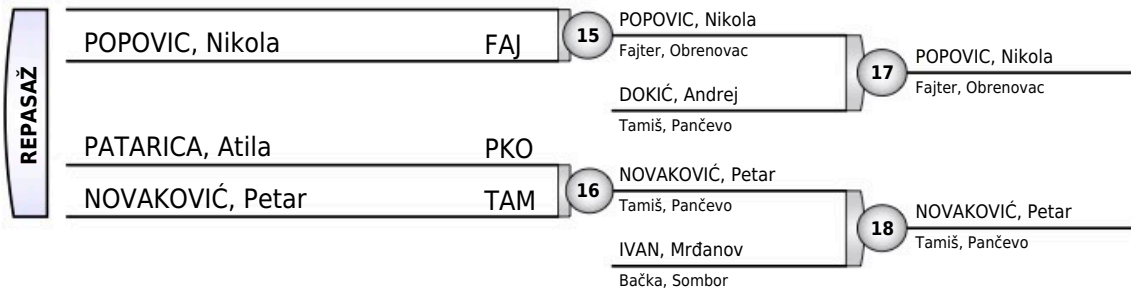 REPASAŽ
POPOVIC, Nikola FAJ
PATARICA, Atila PKO
NOVAKOVIĆ, Petar TAM
15
16
POPOVIC, Nikola
Fajter, Obrenovac
DOKIĆ, Andrej
Tamiš, Pančevo
NOVAKOVIĆ, Petar
Tamiš, Pančevo
IVAN, Mrđanov
Bačka, Sombor
17
18
POPOVIC, Nikola
Fajter, Obrenovac
NOVAKOVIĆ, Petar
Tamiš, Pančevo